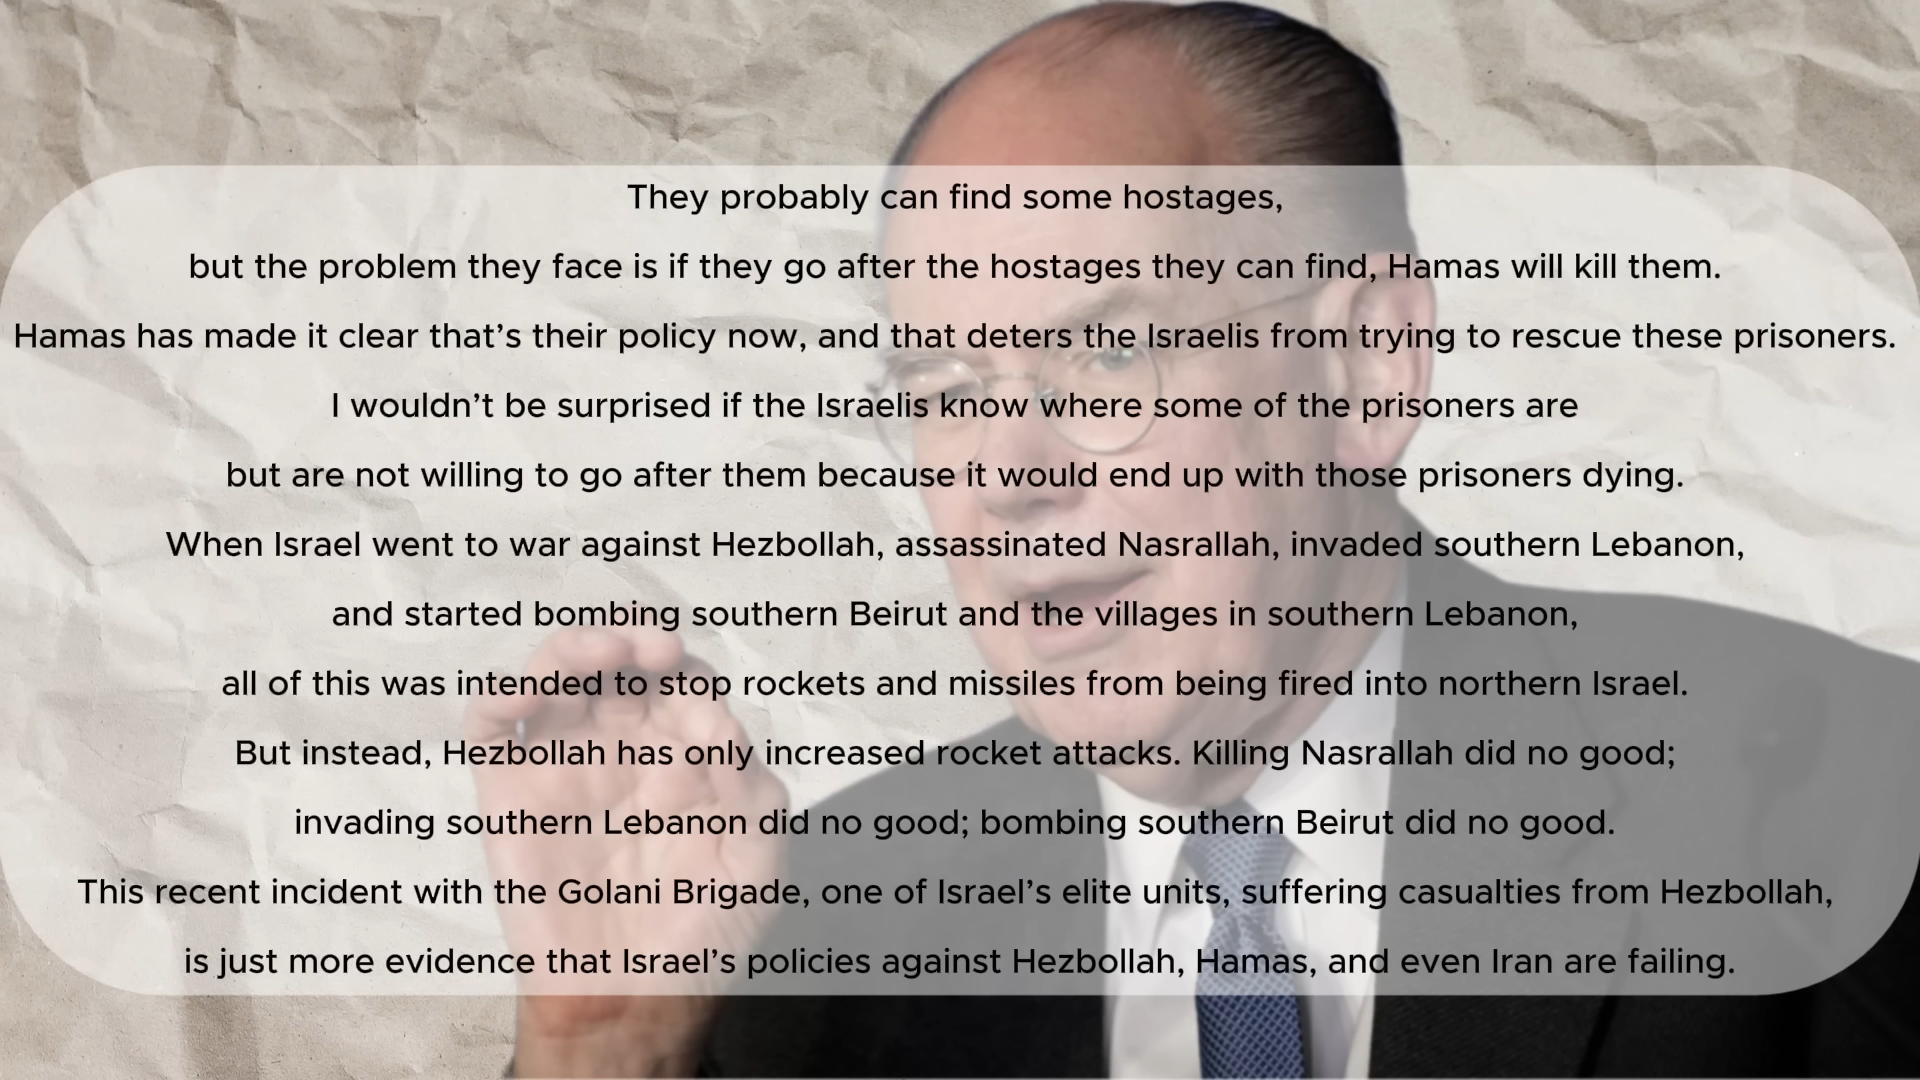 They probably can find some hostages,
but the problem they face is if they go after the hostages they can find, Hamas will kill them.
Hamas has made it clear that’s their policy now, and that deters the Israelis from trying to rescue these prisoners.
I wouldn’t be surprised if the Israelis know where some of the prisoners are
but are not willing to go after them because it would end up with those prisoners dying.
When Israel went to war against Hezbollah, assassinated Nasrallah, invaded southern Lebanon,
and started bombing southern Beirut and the villages in southern Lebanon,
all of this was intended to stop rockets and missiles from being fired into northern Israel.
But instead, Hezbollah has only increased rocket attacks. Killing Nasrallah did no good;
invading southern Lebanon did no good; bombing southern Beirut did no good.
This recent incident with the Golani Brigade, one of Israel’s elite units, suffering casualties from Hezbollah,
is just more evidence that Israel’s policies against Hezbollah, Hamas, and even Iran are failing.